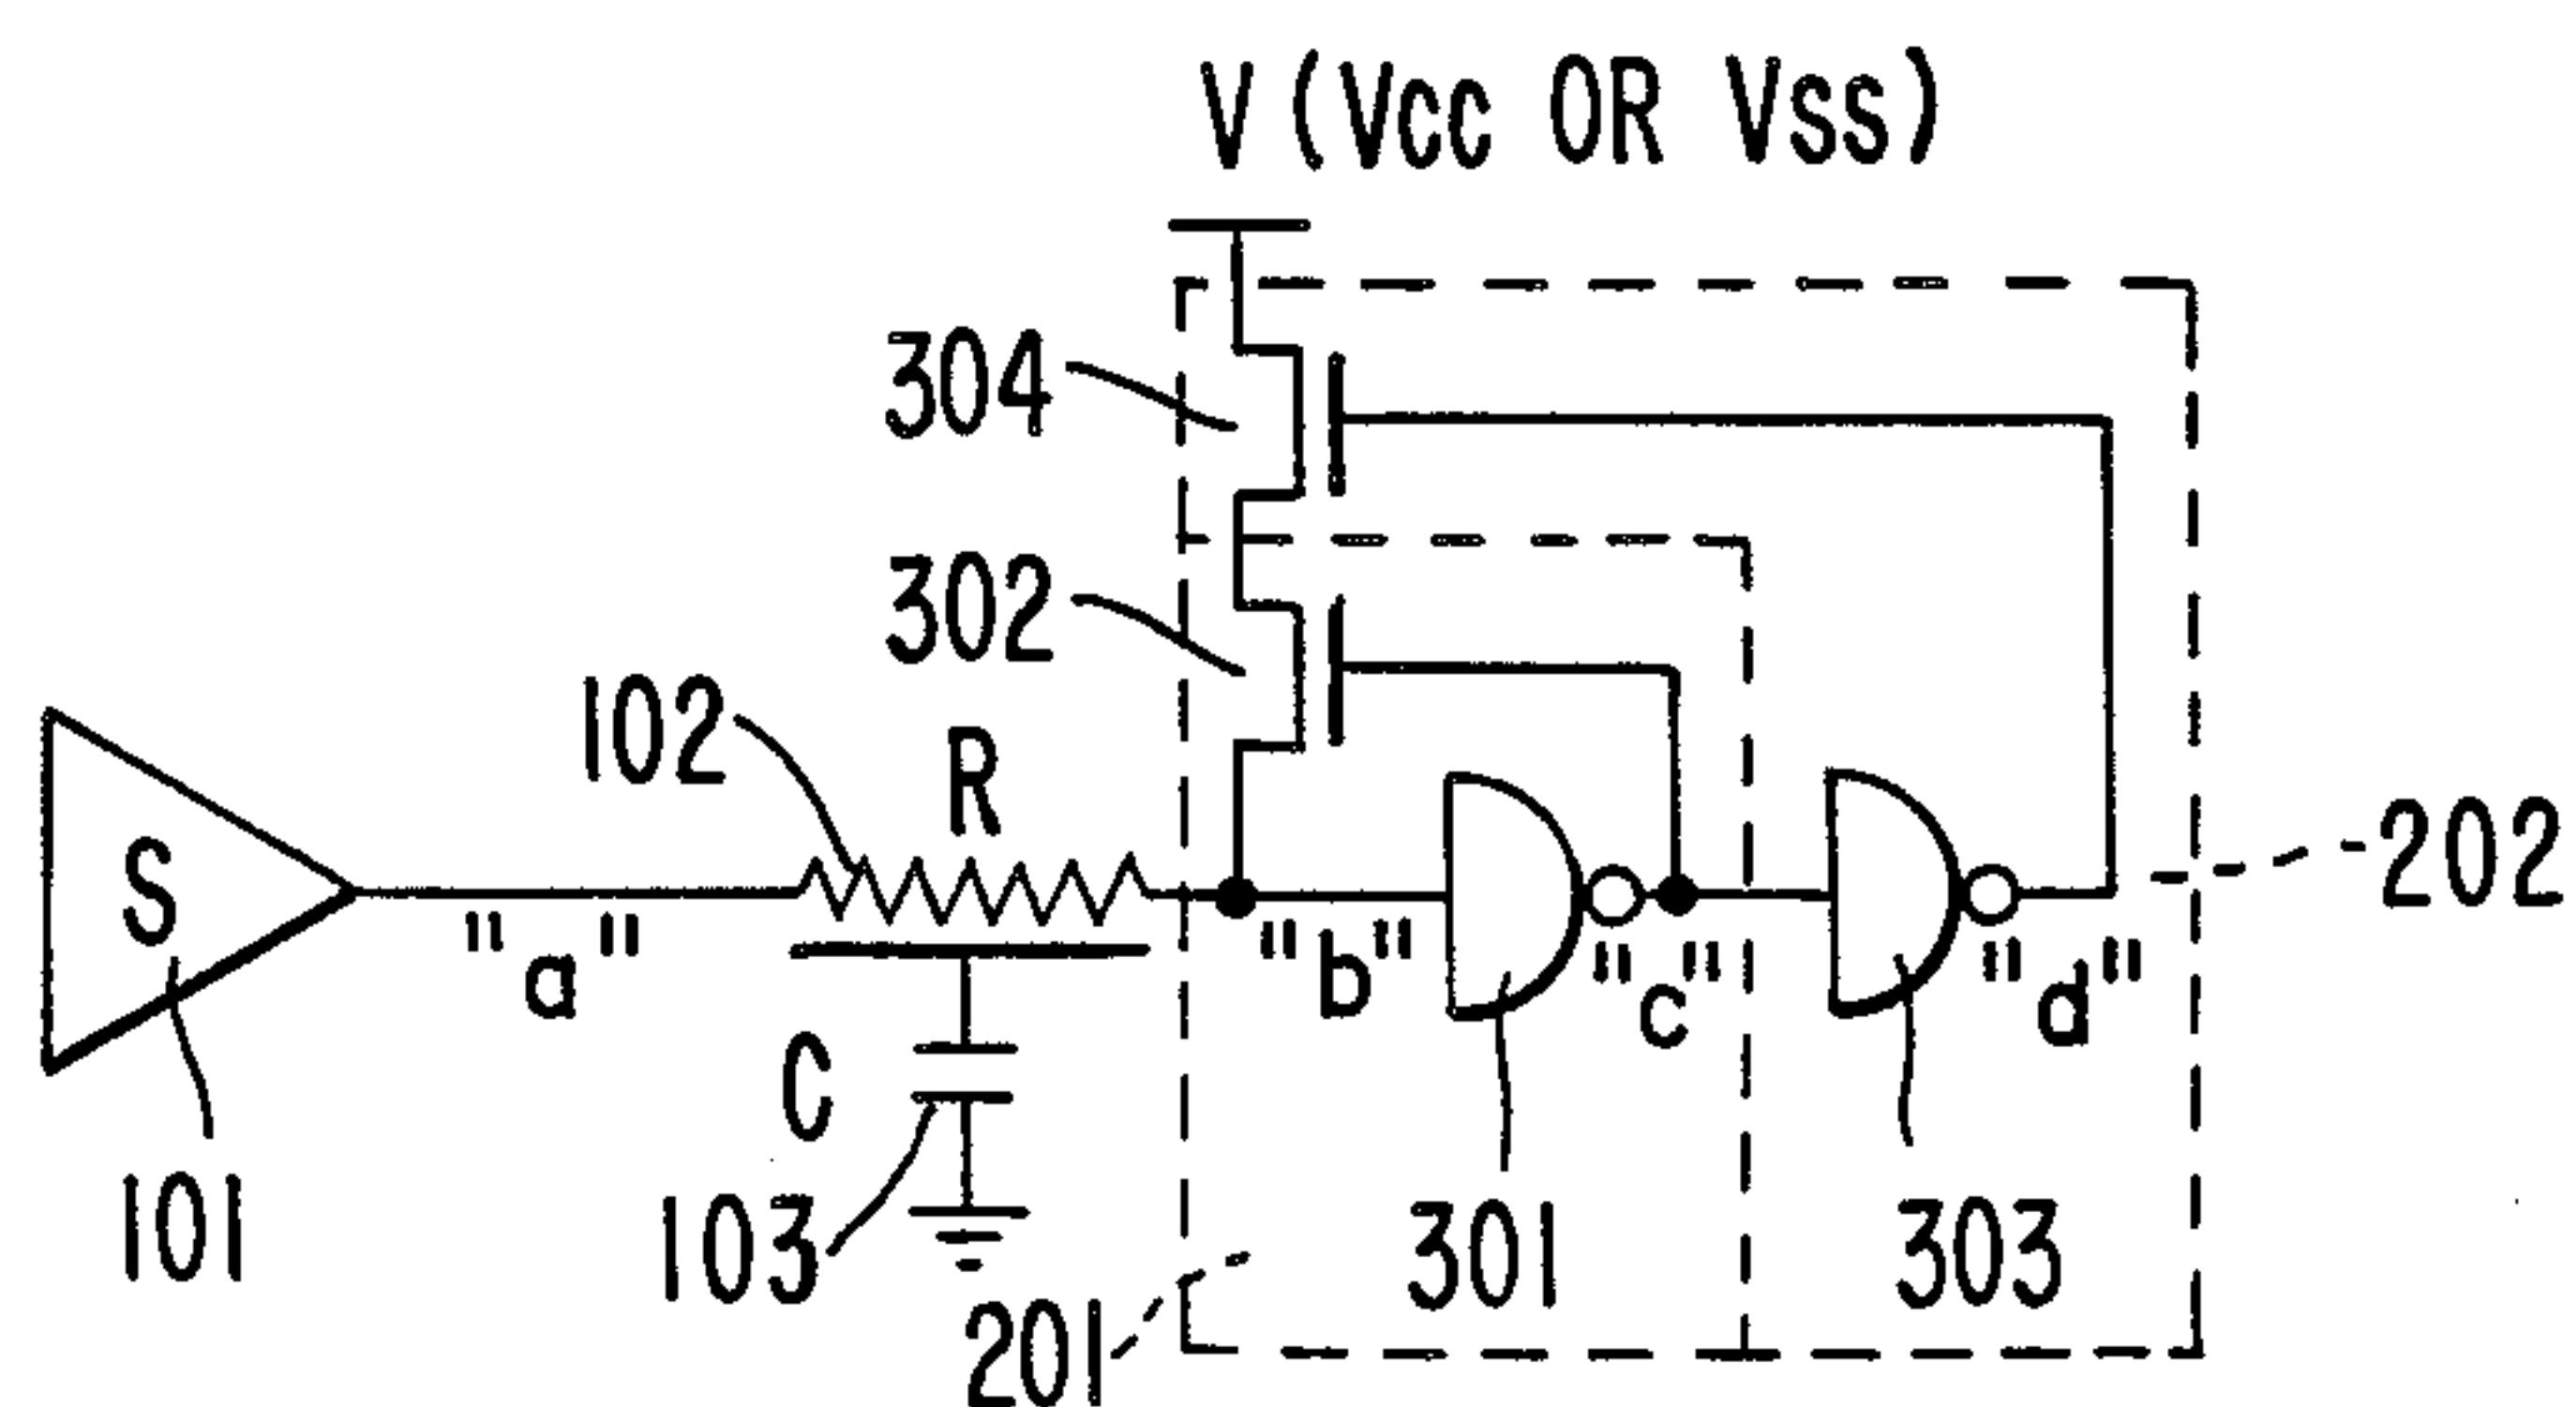 V (Vcc OR Vss)
304
302
102
R
S
"a"
"b"
"c"
"d"
202
C
101
103
201
301
303